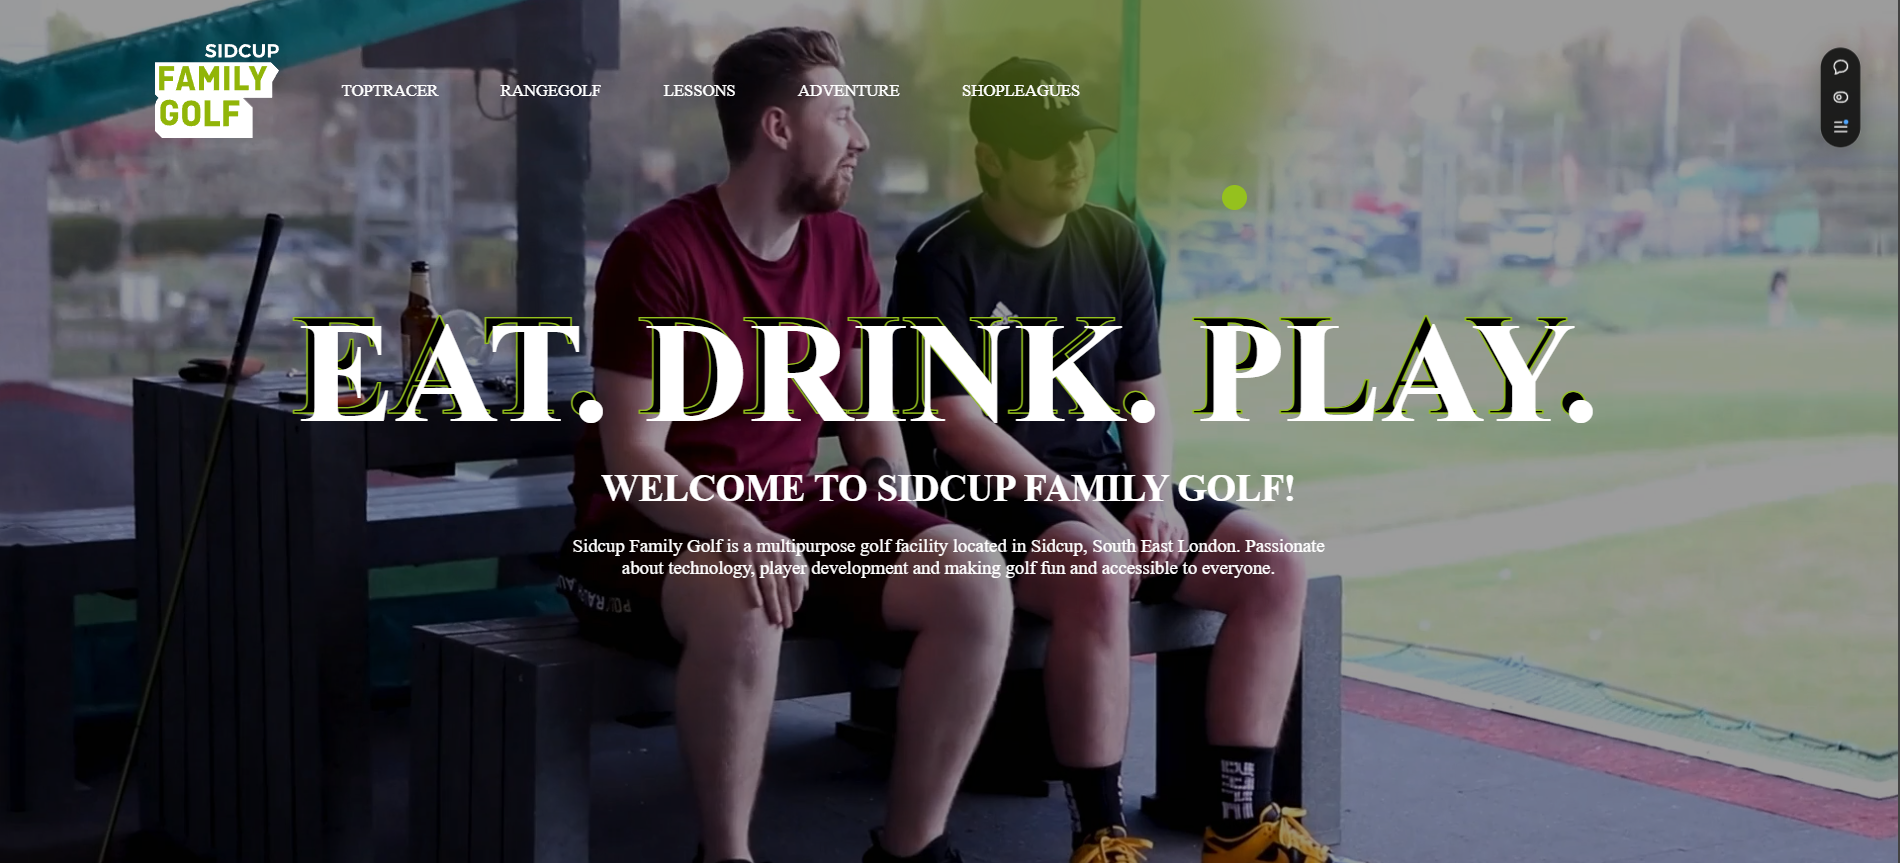 SIDCUP
FAMILY
GOLF
TOPTRACER RANGEGOLF LESSONS ADVENTURE SHOPLEAGUES
NY
EAT. DRINK. PLAY.
WELCOME TO SIDCUP FAMILY GOLF!
Sidcup Family Golf is a multipurpose golf facility located in Sidcup, South East London. Passionate
about technology, player development and making golf fun and accessible to everyone.